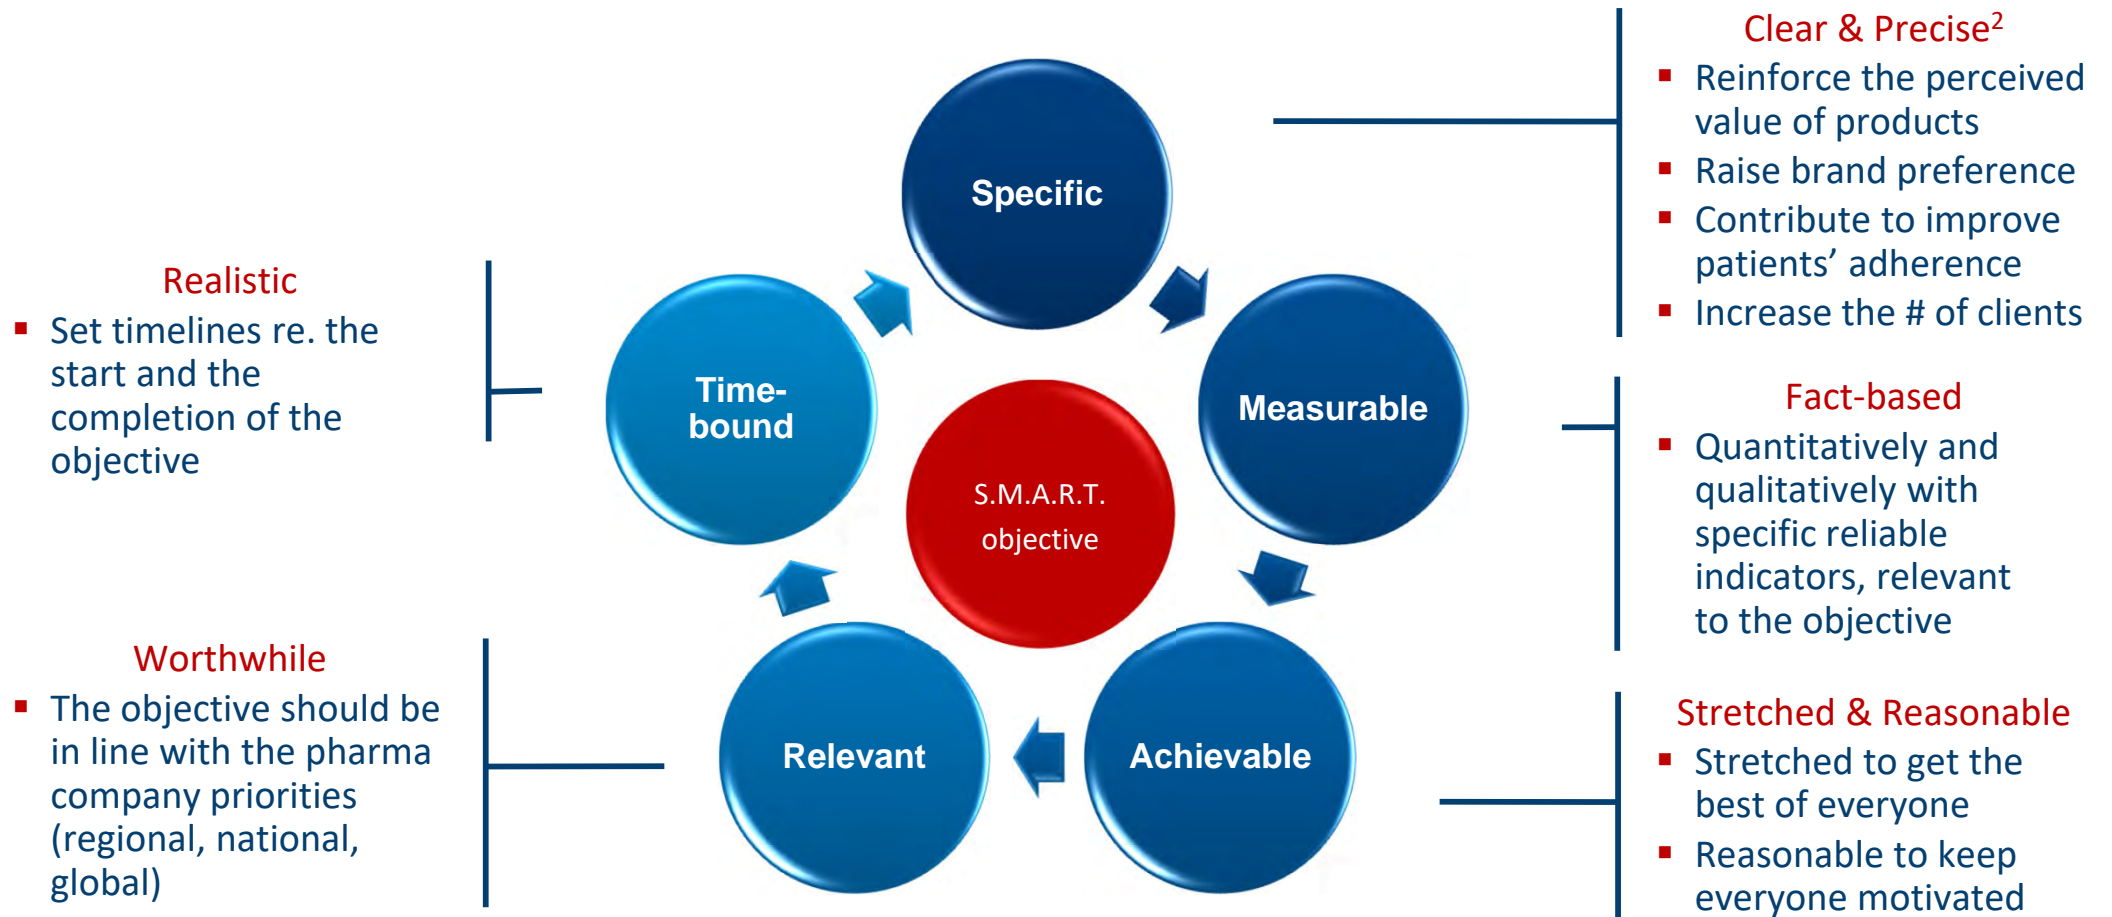 Clear & Precise²
▪ Reinforce the perceived
value of products
▪ Raise brand preference
▪ Contribute to improve
patients’ adherence
▪ Increase the # of clients
Specific
Realistic
▪ Set timelines re. the
start and the
completion of the
objective
Time-
bound
Measurable
Fact-based
▪ Quantitatively and
qualitatively with
specific reliable
indicators, relevant
to the objective
S.M.A.R.T.
objective
Worthwhile
▪ The objective should be
in line with the pharma
company priorities
(regional, national,
global)
Relevant
Achievable
Stretched & Reasonable
▪ Stretched to get the
best of everyone
▪ Reasonable to keep
everyone motivated